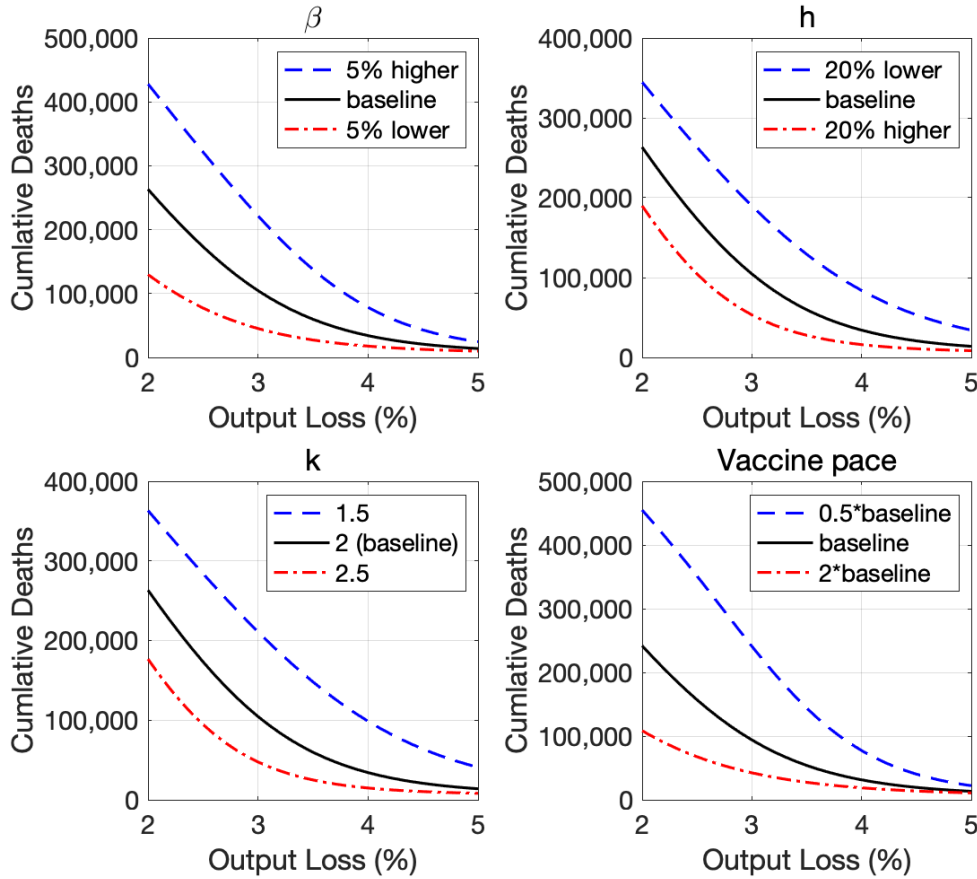 β
500,000
400,000
300,000
200,000
100,000
0
Cumlative Deaths
5% higher
baseline
5% lower
2 3 4 5
Output Loss (%)
h
400,000
300,000
200,000
100,000
0
Cumlative Deaths
20% lower
baseline
20% higher
2 3 4 5
Output Loss (%)
k
400,000
300,000
200,000
100,000
0
Cumlative Deaths
1.5
2 (baseline)
2.5
2 3 4 5
Output Loss (%)
Vaccine pace
500,000
400,000
300,000
200,000
100,000
0
Cumlative Deaths
0.5*baseline
baseline
2*baseline
2 3 4 5
Output Loss (%)